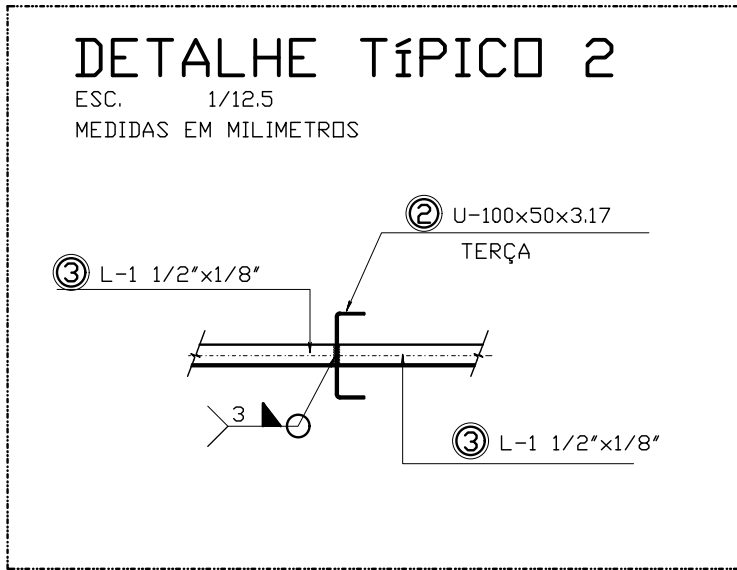 DETALHE TíPICO 2
ESC. 1/12.5
MEDIDAS EM MILIMETROS
2 U-100x50x3.17
TERÇA
3 L-1 1/2"x1/8"
3
3 L-1 1/2"x1/8"